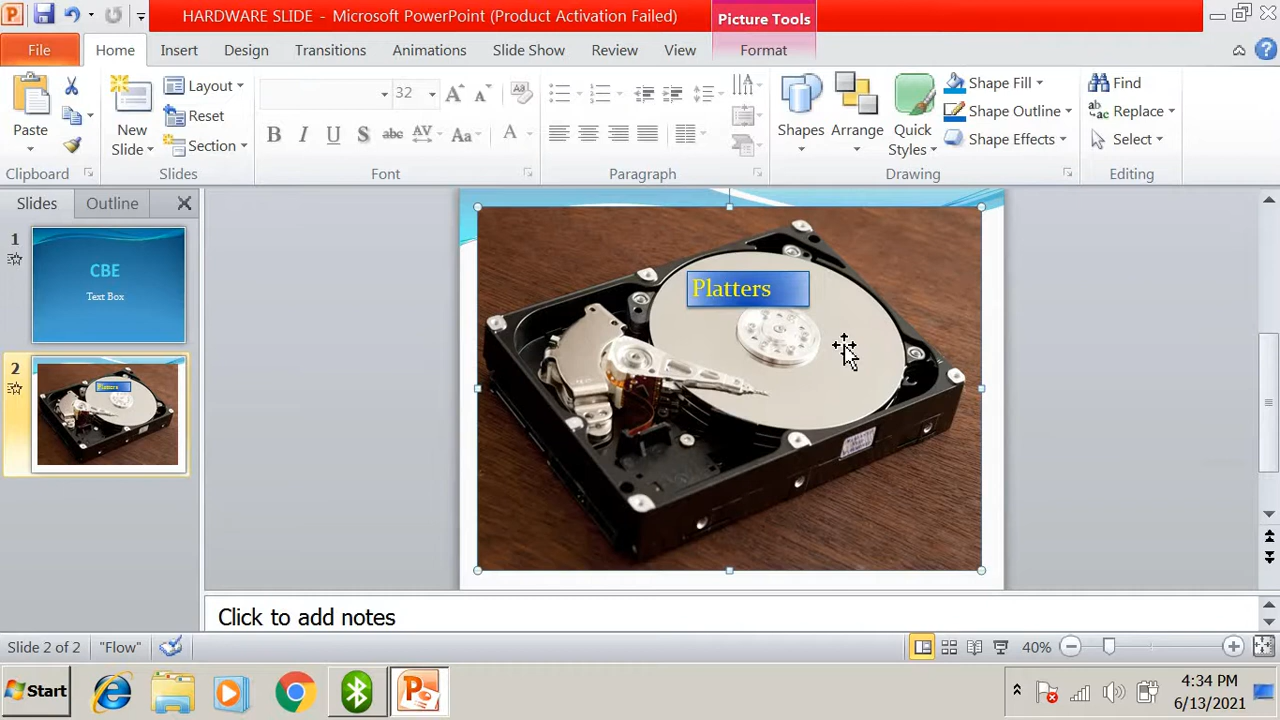 HARDWARE SLIDE - Microsoft PowerPoint (Product Activation Failed)
Picture Tools
File Home Insert Design Transitions Animations Slide Show Review View Format
Paste
New Slide
Layout
Reset
Section
32
Shapes
Arrange
Quick Styles
Shape Fill
Shape Outline
Shape Effects
Find
Replace
Select
Clipboard Slides Font Paragraph Drawing Editing
Slides Outline
1
CBE
Text Box
2
Platters
Platters
Click to add notes
Slide 2 of 2 "Flow" 40%
Start
4:34 PM
6/13/2021